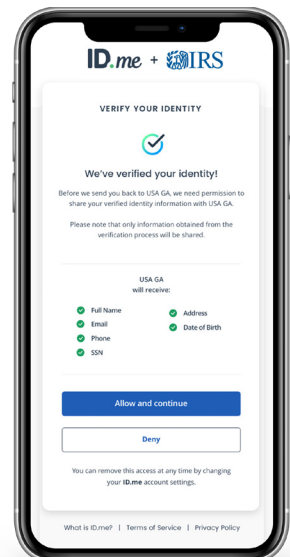 ID.me + IRS
VERIFY YOUR IDENTITY
We've verified your identity!
Before we send you back to USA GA, we need permission to
share your verified identity information with USA GA.
Please note that only information obtained from the
verification process will be shared.
USA GA
will receive:
Full Name
Email
Phone
SSN
Address
Date of Birth
Allow and continue
Deny
You can remove this access at any time by changing
your ID.me account settings.
What is ID.me? | Terms of Service | Privacy Policy